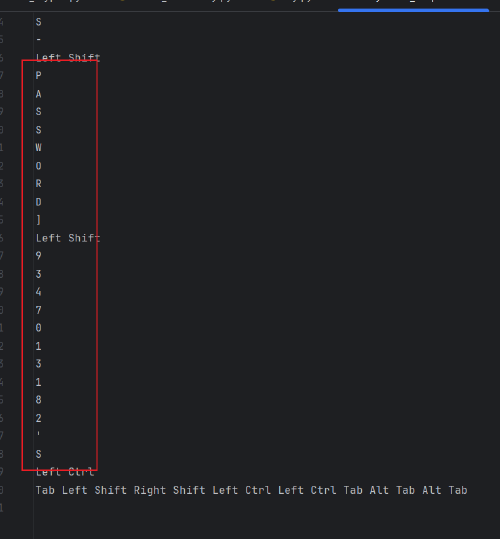 S
-
Left Shift
P
A
S
S
W
O
R
D
]
Left Shift
9
3
4
7
0
1
3
1
8
2
'
S
Left Ctrl
Tab Left Shift Right Shift Left Ctrl Left Ctrl Tab Alt Tab Alt Tab